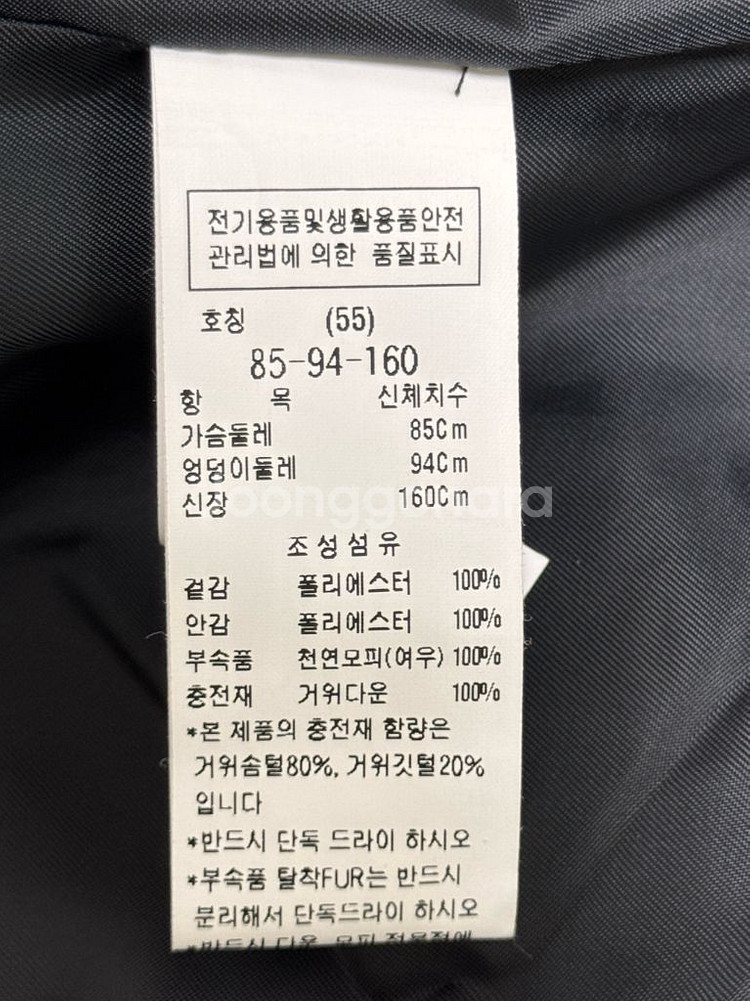 전기용품및생활용품안전
관리법에 의한 품질표시
호칭 (55)
85-94-160
항 목 신체치수
가슴둘레 85Cm
엉덩이둘레 94Cm
신장 160Cm
조성섬유
겉감 폴리에스터 100%
안감 폴리에스터 100%
부속품 천연모피(여우) 100%
충전재 거위다운 100%
*본 제품의 충전재 함량은
거위솜털80%, 거위깃털20%
입니다
*반드시 단독 드라이 하시오
*부속품 탈착FUR는 반드시
분리해서 단독드라이 하시오
*반드시 다운